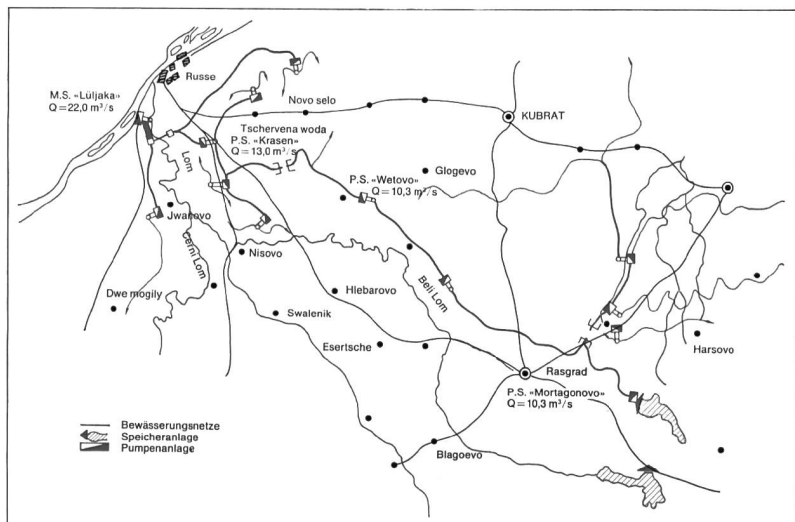 Russe
M.S. «Lüljaka»
Q=22,0 m³/s
Novo selo
KUBRAT
Tschervena woda
P.S. «Krasen»
Q=13,0 m³/s
Lom
Glogevo
P.S. «Wetovo»
Q=10,3 m³/s
Jwanovo
Cerni Lom
Nisovo
Beli Lom
Dwe mogily
Hlebarovo
Swalenik
Esertsche
Harsovo
Rasgrad
P.S. «Mortagonovo»
Q=10,3 m³/s
Blagoevo
Bewässerungsnetze
Speicheranlage
Pumpenanlage